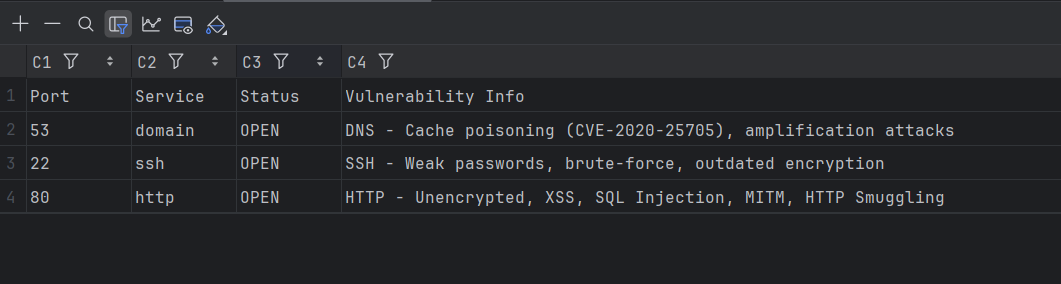 C1 C2 C3 C4
1 Port Service Status Vulnerability Info
2 53 domain OPEN DNS - Cache poisoning (CVE-2020-25705), amplification attacks
3 22 ssh OPEN SSH - Weak passwords, brute-force, outdated encryption
4 80 http OPEN HTTP - Unencrypted, XSS, SQL Injection, MITM, HTTP Smuggling